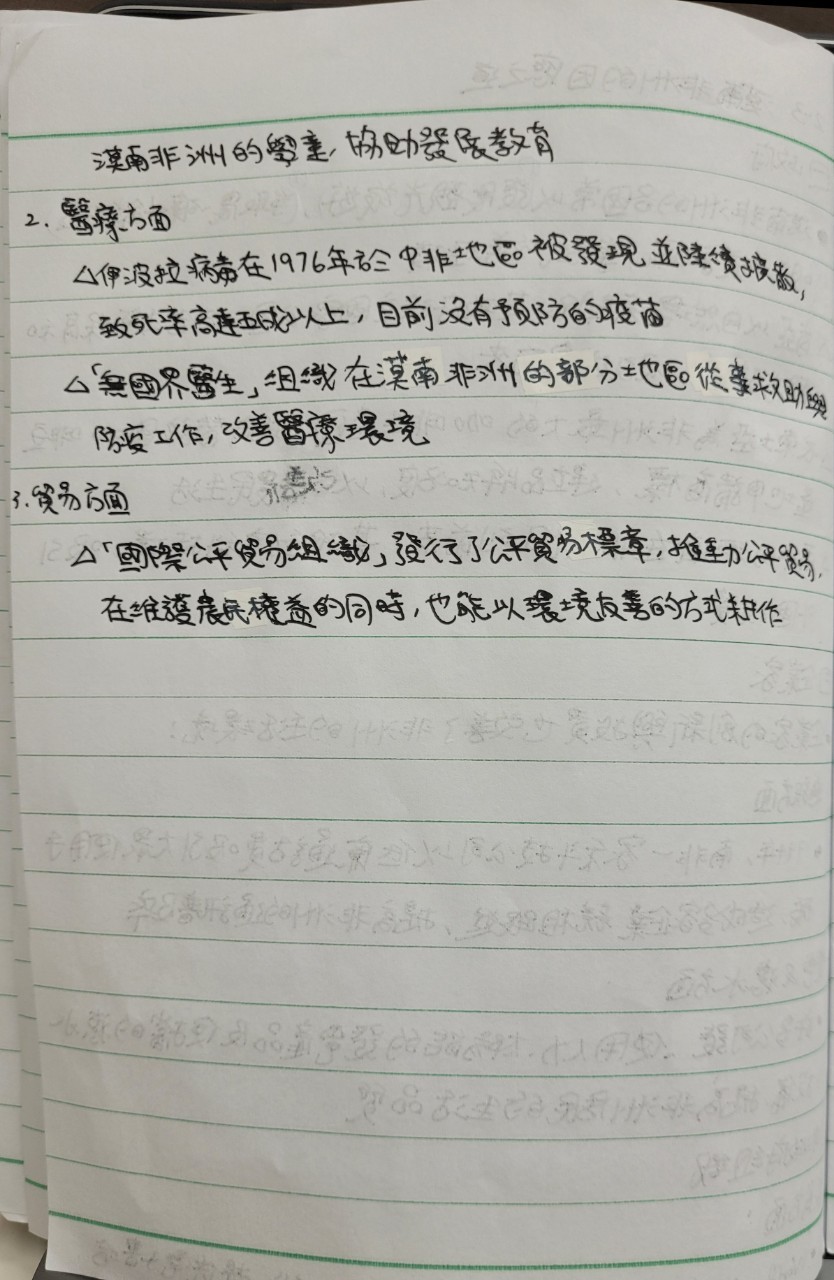 漠南非洲的學童，協助發展教育
2. 醫療方面
△伊波拉病毒在1976年於中非地區被發現並陸續擴散，
致死率高達五成以上，目前沒有預防的疫苗
△「無國界醫生」組織在漠南非洲的部分地區從事救助與
防疫工作，改善醫療環境
3. 貿易方面
△「國際公平貿易組織」發行了公平貿易標章，推動公平貿易，
在維護農民權益的同時，也能以環境友善的方式耕作